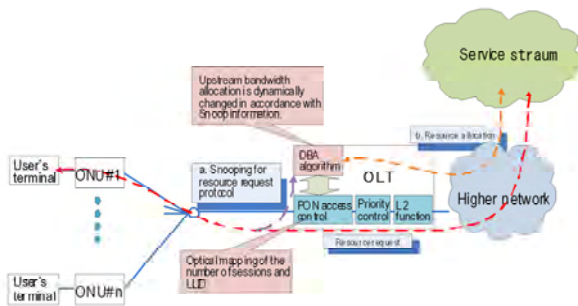 Service straum
Upstream bandwidth
allocation is dynamically
changed in accordance with
Snoop information.
b. Resource allocation
User's
terminal
ONU#1
a. Snooping for
resource request
protocol
DBA
algorithm
OLT
PON access
control
Priority
control
L2
function
Higher network
Resource request
Optical mapping of the
number of sessions and
LLID
User's
terminal
ONU#n